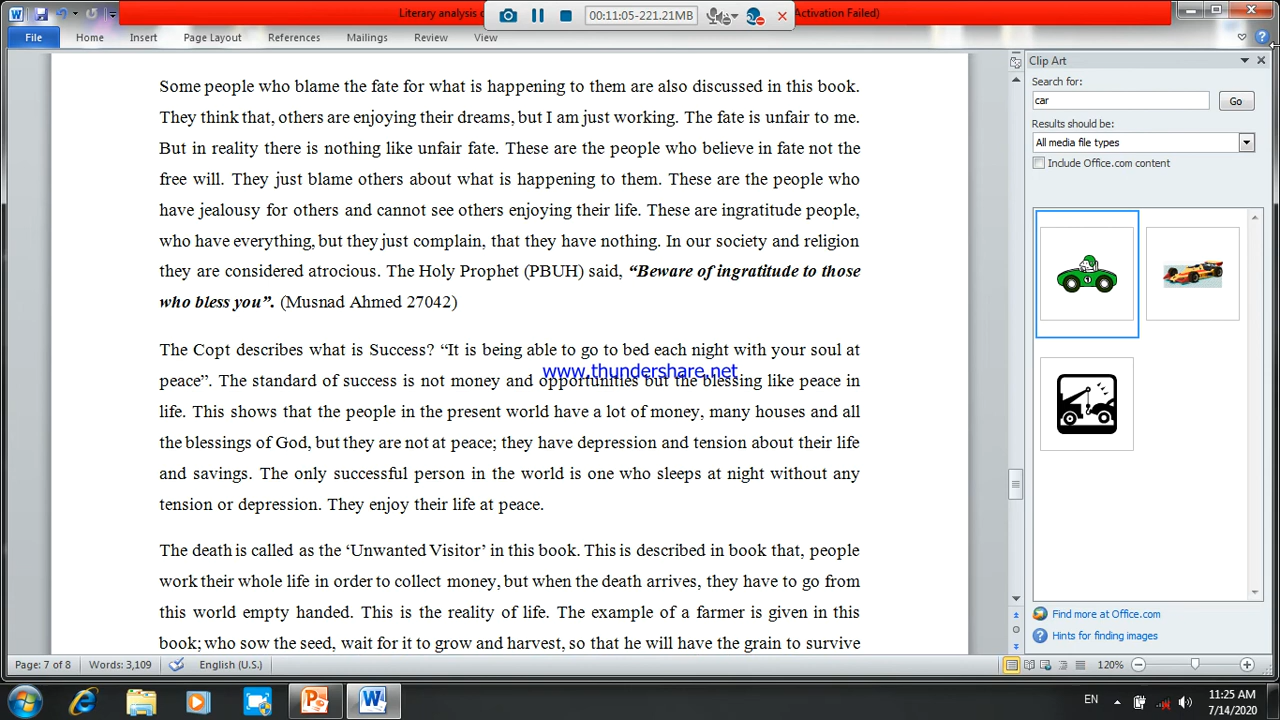 Literary analysis
00:11:05-221.21MB
Activation Failed)
File Home Insert Page Layout References Mailings Review View
Some people who blame the fate for what is happening to them are also discussed in this book.
They think that, others are enjoying their dreams, but I am just working. The fate is unfair to me.
But in reality there is nothing like unfair fate. These are the people who believe in fate not the
free will. They just blame others about what is happening to them. These are the people who
have jealousy for others and cannot see others enjoying their life. These are ingratitude people,
who have everything, but they just complain, that they have nothing. In our society and religion
they are considered atrocious. The Holy Prophet (PBUH) said, “Beware of ingratitude to those
who bless you”. (Musnad Ahmed 27042)
The Copt describes what is Success? “It is being able to go to bed each night with your soul at
www.thundershare.net
peace”. The standard of success is not money and opportunities but the blessing like peace in
life. This shows that the people in the present world have a lot of money, many houses and all
the blessings of God, but they are not at peace; they have depression and tension about their life
and savings. The only successful person in the world is one who sleeps at night without any
tension or depression. They enjoy their life at peace.
The death is called as the ‘Unwanted Visitor’ in this book. This is described in book that, people
work their whole life in order to collect money, but when the death arrives, they have to go from
this world empty handed. This is the reality of life. The example of a farmer is given in this
book; who sow the seed, wait for it to grow and harvest, so that he will have the grain to survive
Clip Art
Search for:
car
Go
Results should be:
All media file types
Include Office.com content
1
Find more at Office.com
Hints for finding images
Page: 7 of 8 Words: 3,109 English (U.S.) 120%
EN
11:25 AM
7/14/2020